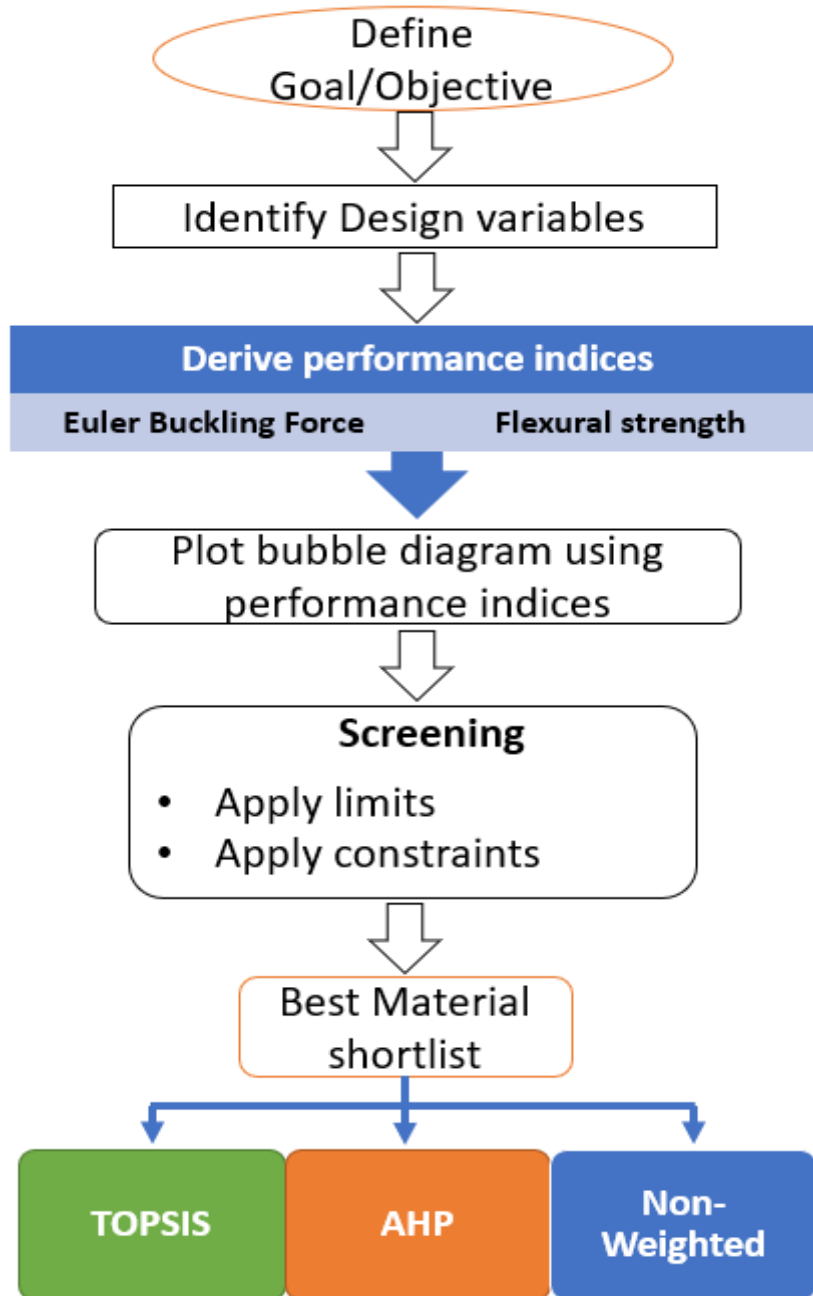 Define
Goal/Objective
Identify Design variables
Derive performance indices
Euler Buckling Force
Flexural strength
Plot bubble diagram using
performance indices
Screening
• Apply limits
• Apply constraints
Best Material
shortlist
TOPSIS
AHP
Non-
Weighted